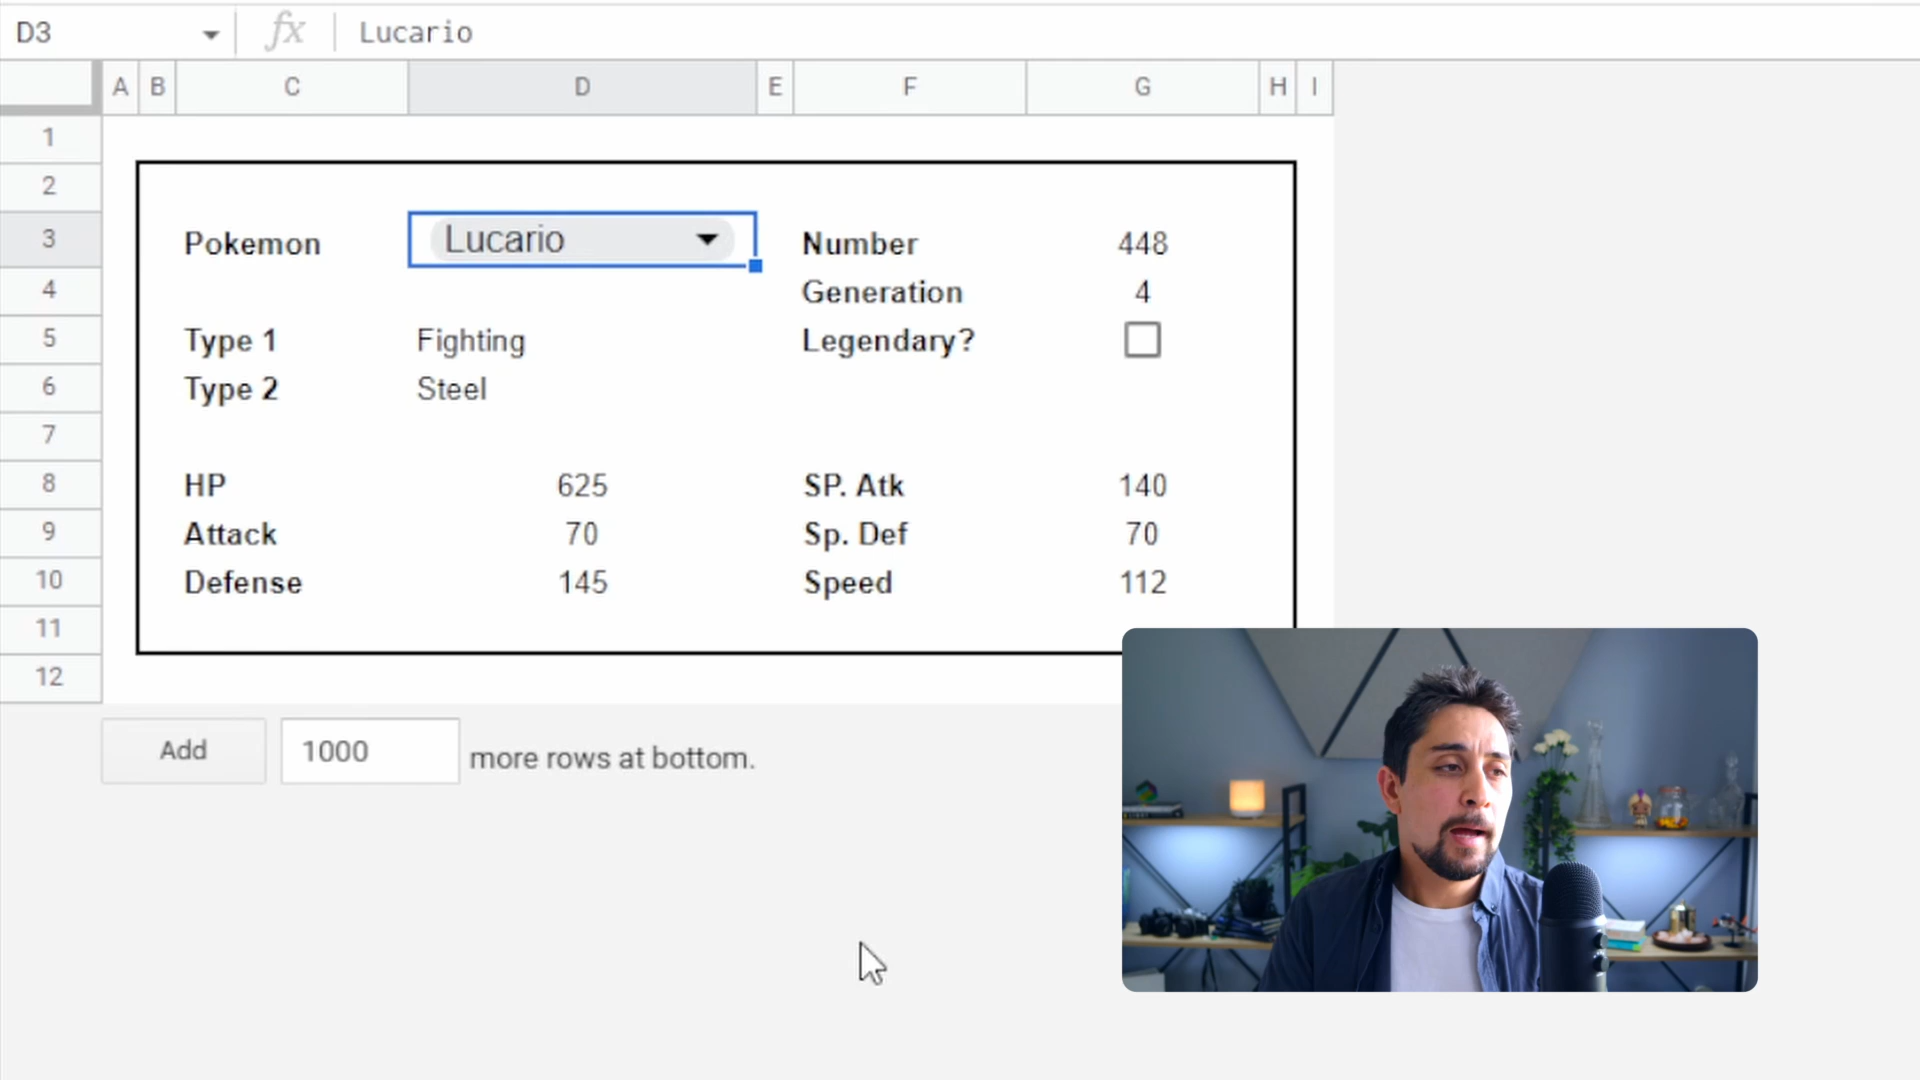 D3 fx Lucario
A B C D E F G H I
1
2
3 Pokemon Lucario Number 448
4 Generation 4
5 Type 1 Fighting Legendary?
6 Type 2 Steel
7
8 HP 625 SP. Atk 140
9 Attack 70 Sp. Def 70
10 Defense 145 Speed 112
11
12
Add 1000 more rows at bottom.